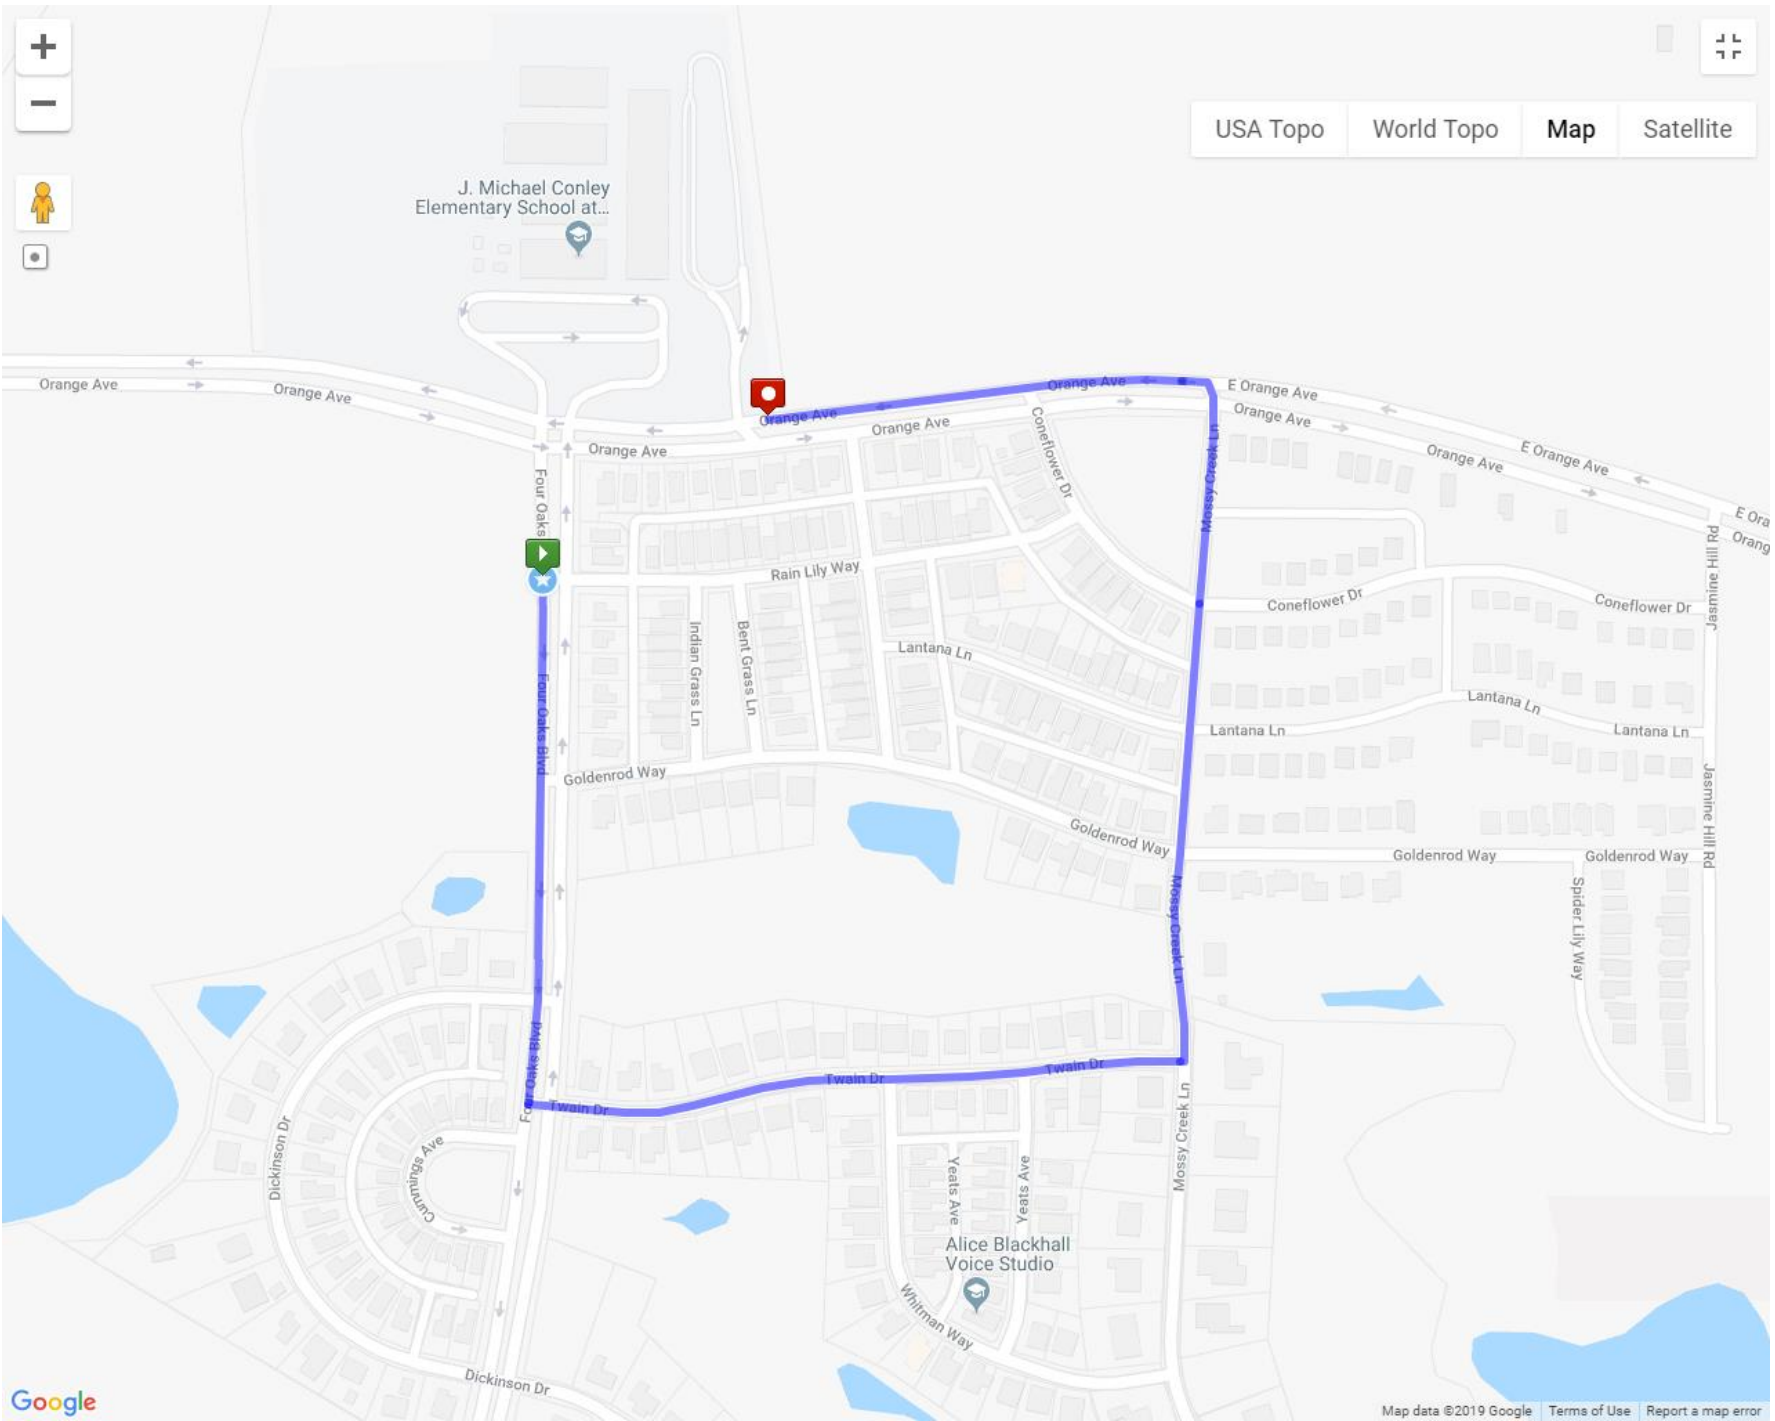 +
USA Topo
World Topo
Map
Satellite
−
J. Michael Conley
Elementary School at...
Orange Ave
Orange Ave
Orange Ave
Orange Ave
Orange Ave
Orange Ave
E Orange Ave
Orange Ave
E Orange Ave
Orange Ave
E Ora
Orang
Four Oaks
Coneflower Dr
Mossy Creek Ln
Jasmine Hill Rd
Rain Lily Way
Coneflower Dr
Coneflower Dr
Indian Grass Ln
Bent Grass Ln
Lantana Ln
Four Oaks Blvd
Lantana Ln
Lantana Ln
Lantana Ln
Goldenrod Way
Jasmine Hill Rd
Goldenrod Way
Goldenrod Way
Goldenrod Way
Mossy Creek Ln
Spider Lily Way
Four Oaks Blvd
Twain Dr
Twain Dr
Twain Dr
Dickinson Dr
Cummings Ave
Mossy Creek Ln
Yeats Ave
Yeats Ave
Alice Blackhall
Voice Studio
Whitman Way
Dickinson Dr
Google
Map data ©2019 Google
Terms of Use
Report a map error